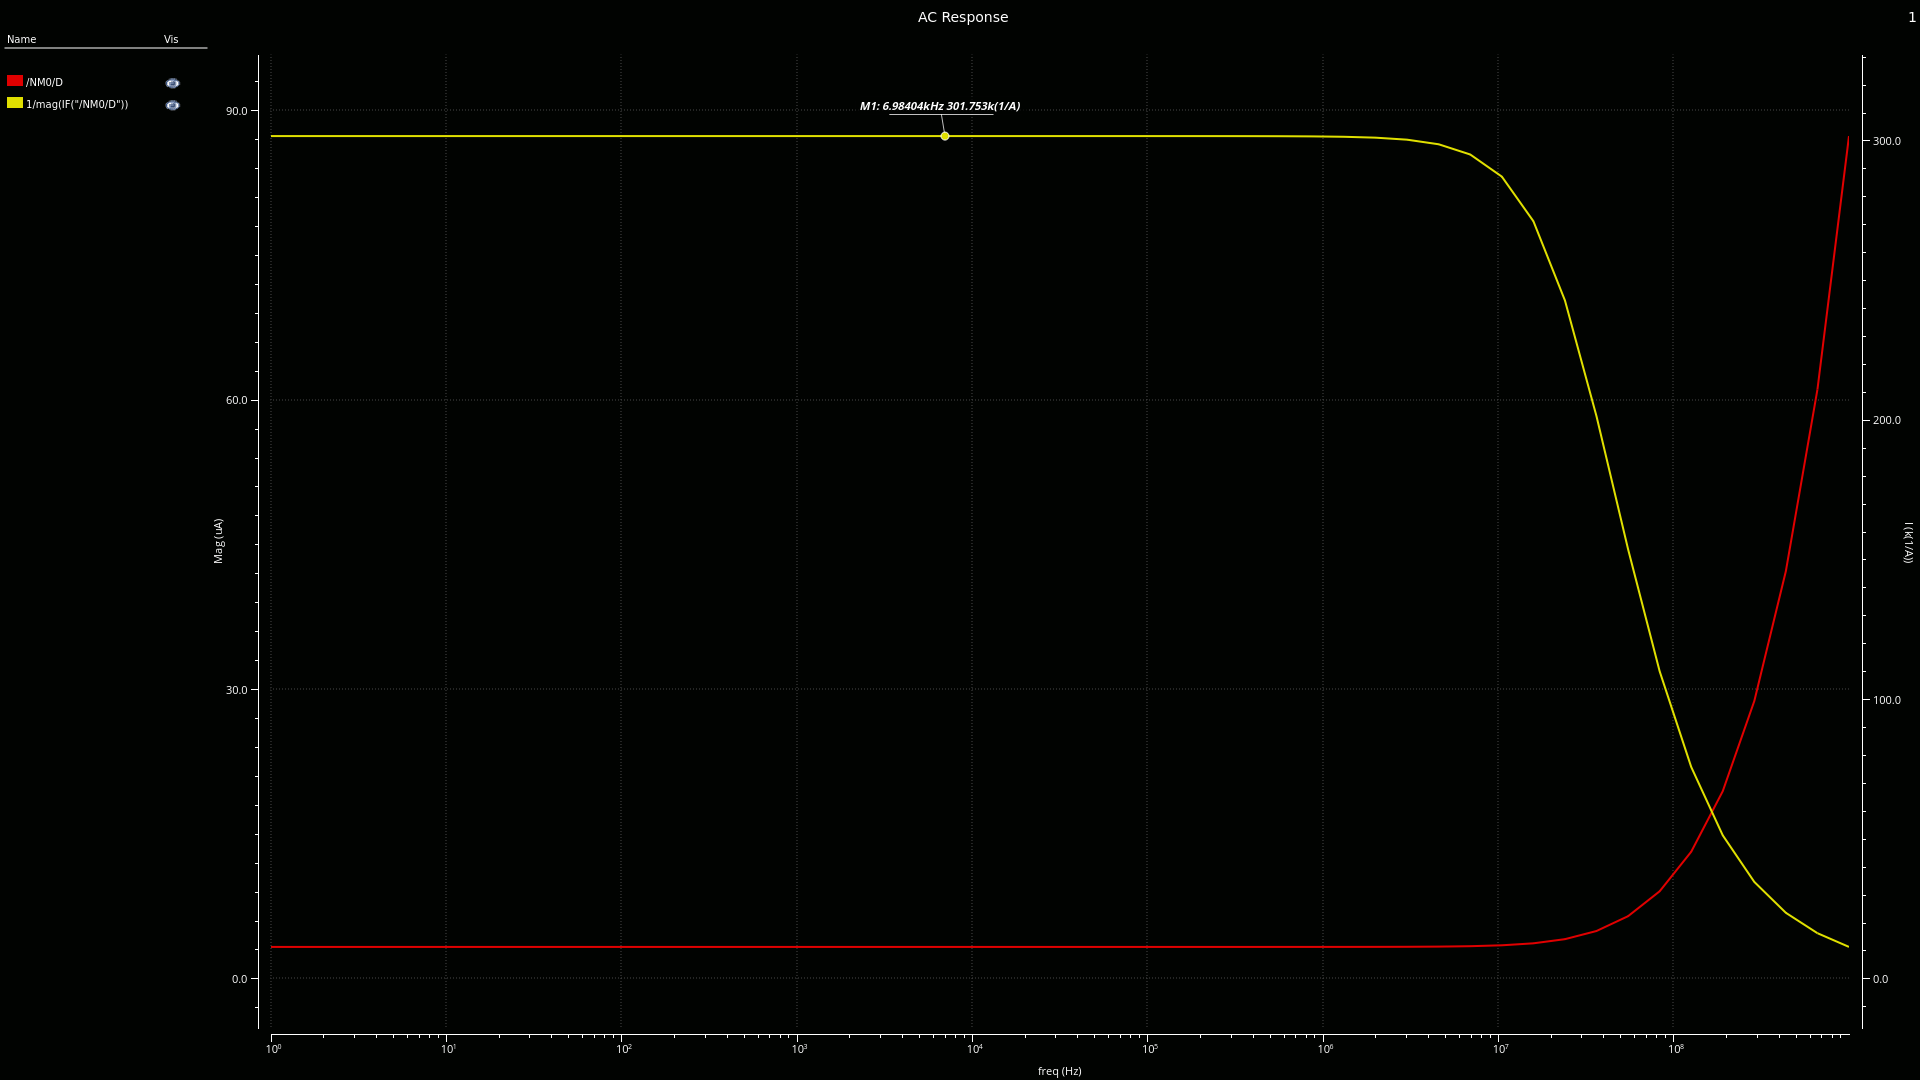 AC Response
1
Name Vis
/NM0/D
1/mag(IF("/NM0/D"))
M1: 6.98404kHz 301.753k(1/A)
90.0
60.0
30.0
0.0
Mag (uA)
300.0
200.0
100.0
0.0
I (k(1/A))
10⁰ 10¹ 10² 10³ 10⁴ 10⁵ 10⁶ 10⁷ 10⁸
freq (Hz)